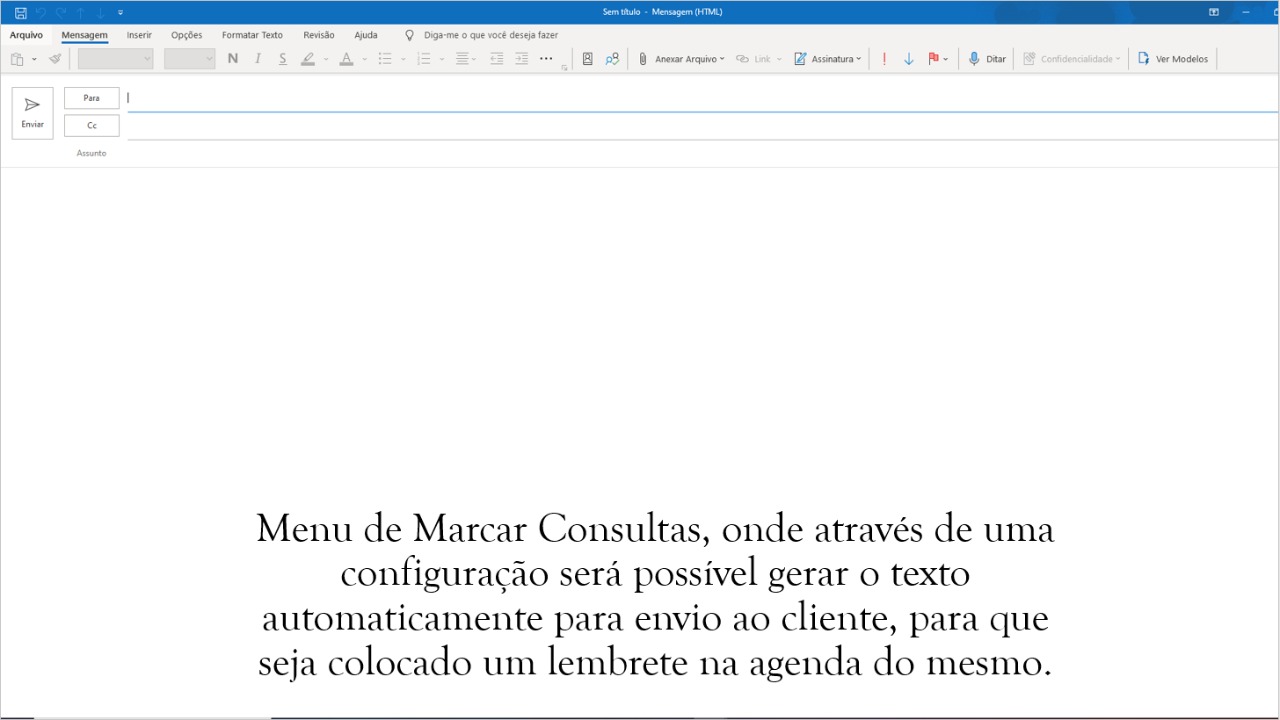 Sem título - Mensagem (HTML)
Arquivo Mensagem Inserir Opções Formatar Texto Revisão Ajuda Diga-me o que você deseja fazer
N I S A Anexar Arquivo Link Assinatura Ditar Confidencialidade Ver Modelos
Enviar
Para
Cc
Assunto
Menu de Marcar Consultas, onde através de uma
configuração será possível gerar o texto
automaticamente para envio ao cliente, para que
seja colocado um lembrete na agenda do mesmo.